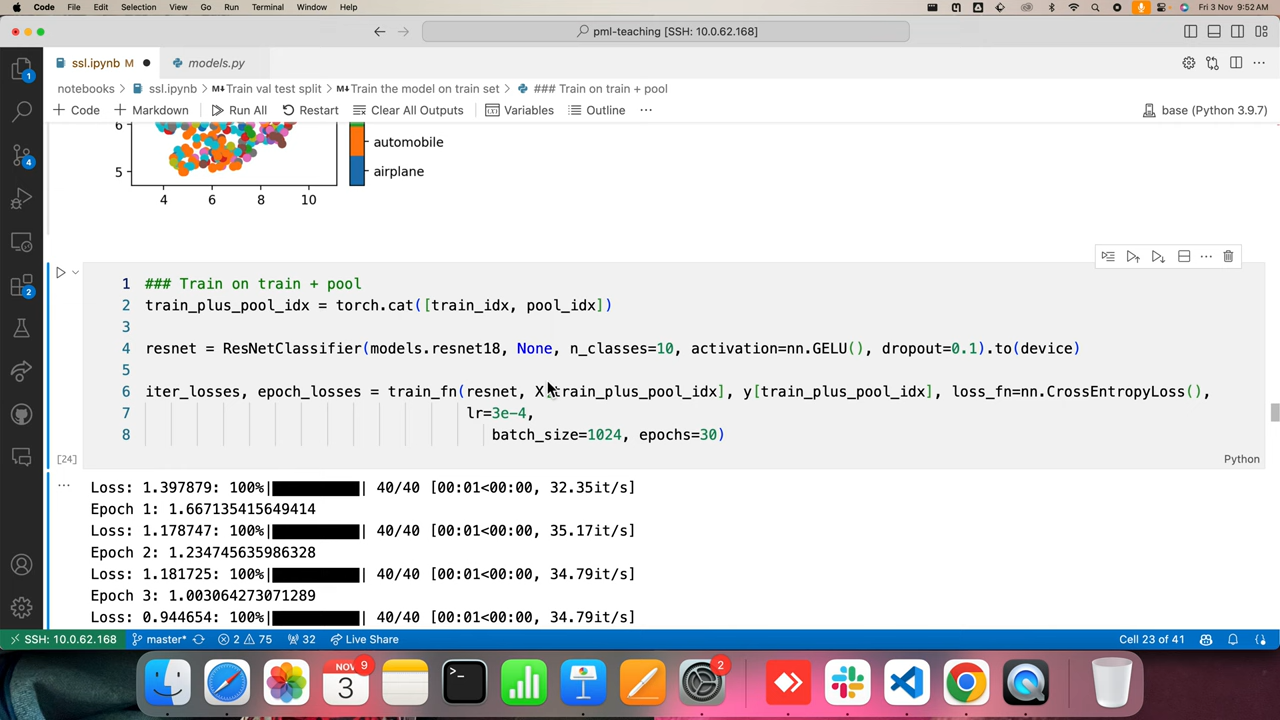 Code File Edit Selection View Go Run Terminal Window Help Fri 3 Nov 9:52 AM
pml-teaching [SSH: 10.0.62.168]
ssl.ipynb M models.py
notebooks > ssl.ipynb > M↓Train val test split > M↓Train the model on train set > ### Train on train + pool
+ Code + Markdown Run All Restart Clear All Outputs Variables Outline ··· base (Python 3.9.7)
6
automobile
5
airplane
4 6 8 10
1 ### Train on train + pool
2 train_plus_pool_idx = torch.cat([train_idx, pool_idx])
3
4 resnet = ResNetClassifier(models.resnet18, None, n_classes=10, activation=nn.GELU(), dropout=0.1).to(device)
5
6 iter_losses, epoch_losses = train_fn(resnet, X[train_plus_pool_idx], y[train_plus_pool_idx], loss_fn=nn.CrossEntropyLoss(),
7 lr=3e-4,
8 batch_size=1024, epochs=30)
[24] Python
Loss: 1.397879: 100%|██████████| 40/40 [00:01<00:00, 32.35it/s]
Epoch 1: 1.667135415649414
Loss: 1.178747: 100%|██████████| 40/40 [00:01<00:00, 35.17it/s]
Epoch 2: 1.234745635986328
Loss: 1.181725: 100%|██████████| 40/40 [00:01<00:00, 34.79it/s]
Epoch 3: 1.003064273071289
Loss: 0.944654: 100%|██████████| 40/40 [00:01<00:00, 34.79it/s]
SSH: 10.0.62.168 master* 2 75 32 Live Share Cell 23 of 41
NOV 9 3 2